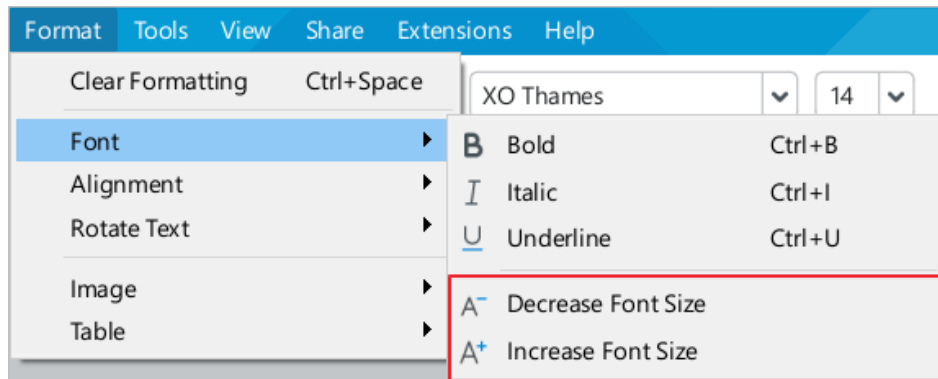 Format Tools View Share Extensions Help
Clear Formatting Ctrl+Space
XO Thames 14
Font
Bold Ctrl+B
Alignment
Italic Ctrl+I
Rotate Text
Underline Ctrl+U
Image
Decrease Font Size
Table
Increase Font Size